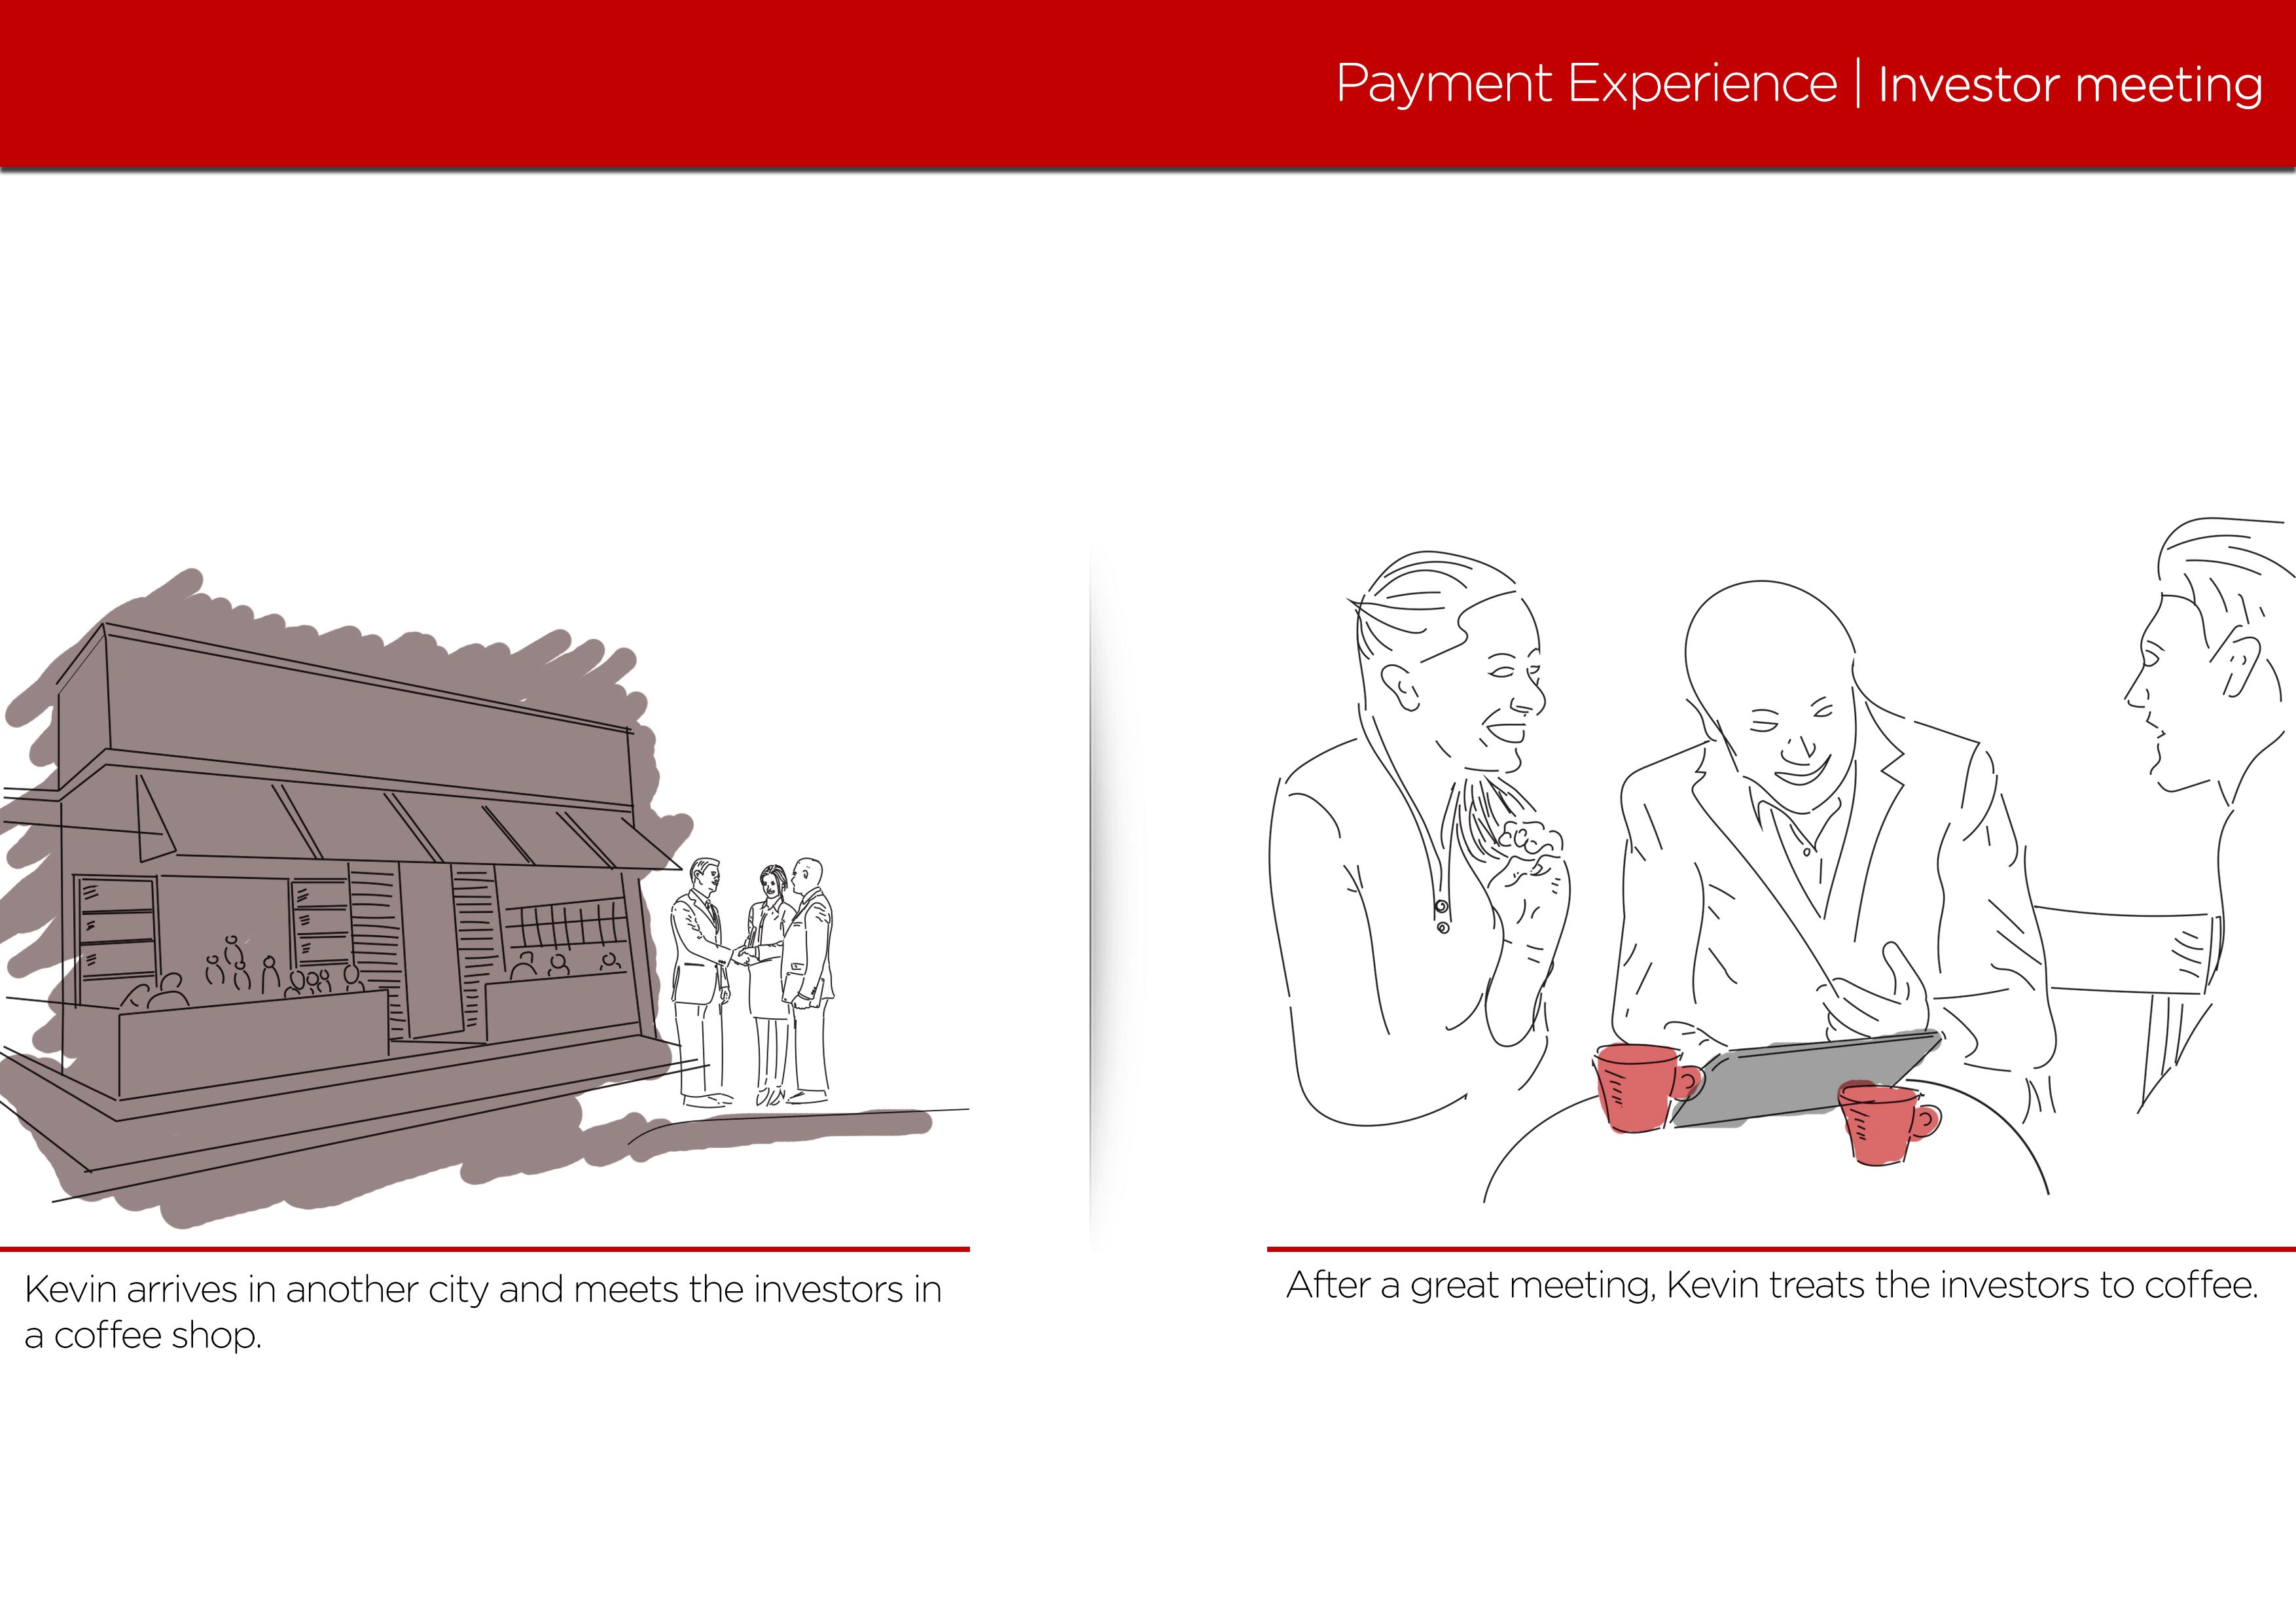 Payment Experience | Investor meeting
Kevin arrives in another city and meets the investors in
a coffee shop.
After a great meeting, Kevin treats the investors to coffee.